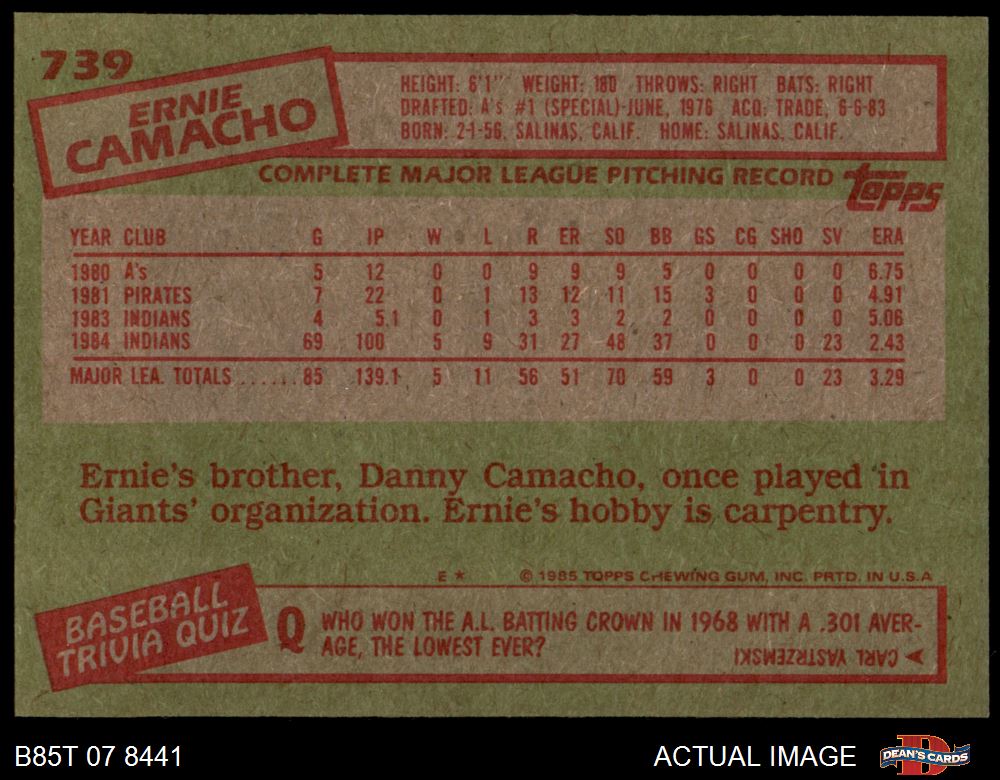 739
ERNIE
CAMACHO
HEIGHT: 6'1" WEIGHT: 180 THROWS: RIGHT BATS: RIGHT
DRAFTED: A's #1 (SPECIAL)-JUNE, 1976 ACQ: TRADE, 6-6-83
BORN: 2-1-56, SALINAS, CALIF. HOME: SALINAS, CALIF.
COMPLETE MAJOR LEAGUE PITCHING RECORD topps
YEAR CLUB G IP W L R ER SO BB GS CG SHO SV ERA
1980 A's 5 12 0 0 9 9 9 5 0 0 0 0 6.75
1981 PIRATES 7 22 0 1 13 12 11 15 3 0 0 0 4.91
1983 INDIANS 4 5.1 0 1 3 3 2 2 0 0 0 0 5.06
1984 INDIANS 69 100 5 9 31 27 48 37 0 0 0 23 2.43
MAJOR LEA. TOTALS ...... 85 139.1 5 11 56 51 70 59 3 0 0 23 3.29
Ernie's brother, Danny Camacho, once played in
Giants' organization. Ernie's hobby is carpentry.
E * © 1985 TOPPS CHEWING GUM, INC. PRTD. IN U.S.A
BASEBALL
TRIVIA QUIZ
Q WHO WON THE A.L. BATTING CROWN IN 1968 WITH A .301 AVER-
AGE, THE LOWEST EVER?
CARL YASTRZEMSKI
B85T 07 8441 ACTUAL IMAGE DEAN'S CARDS